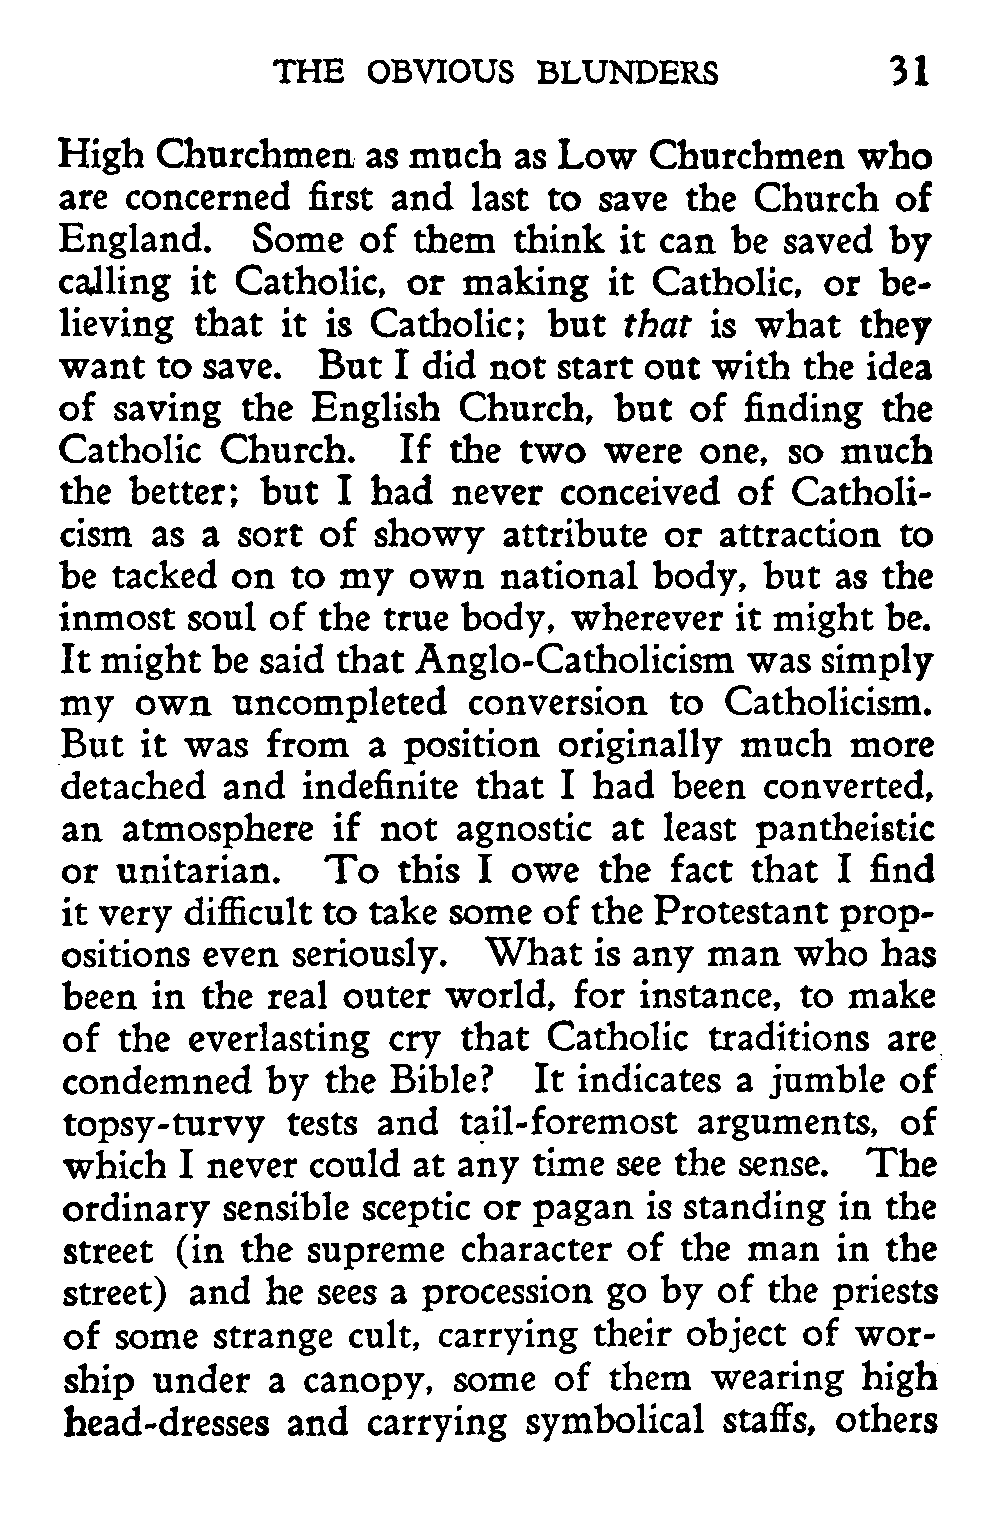 THE OBVIOUS BLUNDERS 31
High Churchmen as much as Low Churchmen who
are concerned first and last to save the Church of
England. Some of them think it can be saved by
calling it Catholic, or making it Catholic, or be-
lieving that it is Catholic; but that is what they
want to save. But I did not start out with the idea
of saving the English Church, but of finding the
Catholic Church. If the two were one, so much
the better; but I had never conceived of Catholi-
cism as a sort of showy attribute or attraction to
be tacked on to my own national body, but as the
inmost soul of the true body, wherever it might be.
It might be said that Anglo-Catholicism was simply
my own uncompleted conversion to Catholicism.
But it was from a position originally much more
detached and indefinite that I had been converted,
an atmosphere if not agnostic at least pantheistic
or unitarian. To this I owe the fact that I find
it very difficult to take some of the Protestant prop-
ositions even seriously. What is any man who has
been in the real outer world, for instance, to make
of the everlasting cry that Catholic traditions are
condemned by the Bible? It indicates a jumble of
topsy-turvy tests and tail-foremost arguments, of
which I never could at any time see the sense. The
ordinary sensible sceptic or pagan is standing in the
street (in the supreme character of the man in the
street) and he sees a procession go by of the priests
of some strange cult, carrying their object of wor-
ship under a canopy, some of them wearing high
head-dresses and carrying symbolical staffs, others